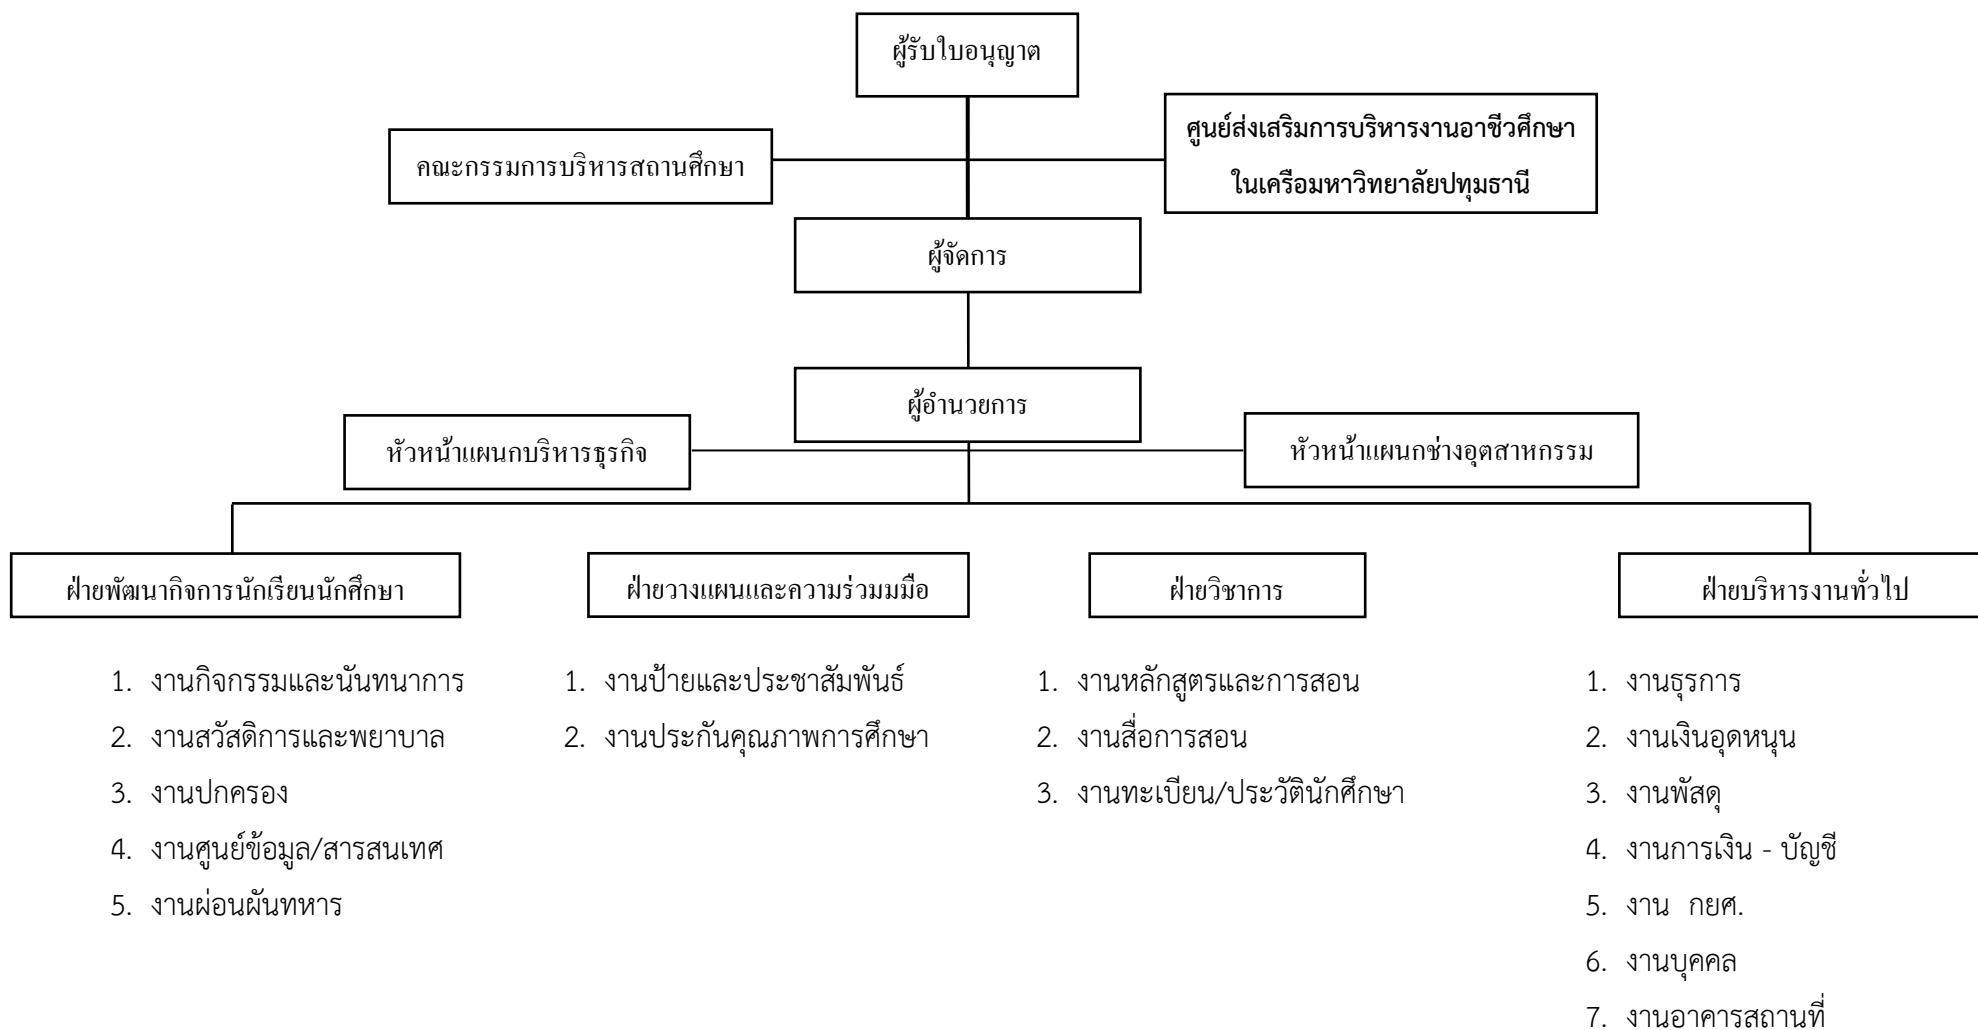 ผู้รับใบอนุญาต
คณะกรรมการบริหารสถานศึกษา
ศูนย์ส่งเสริมการบริหารงานอาชีวศึกษา
ในเครือมหาวิทยาลัยปทุมธานี
ผู้จัดการ
ผู้อำนวยการ
หัวหน้าแผนกบริหารธุรกิจ
หัวหน้าแผนกช่างอุตสาหกรรม
ฝ่ายพัฒนากิจการนักเรียนนักศึกษา
1. งานกิจกรรมและนันทนาการ
2. งานสวัสดิการและพยาบาล
3. งานปกครอง
4. งานศูนย์ข้อมูล/สารสนเทศ
5. งานผ่อนผันทหาร
ฝ่ายวางแผนและความร่วมมมือ
1. งานป้ายและประชาสัมพันธ์
2. งานประกันคุณภาพการศึกษา
ฝ่ายวิชาการ
1. งานหลักสูตรและการสอน
2. งานสื่อการสอน
3. งานทะเบียน/ประวัตินักศึกษา
ฝ่ายบริหารงานทั่วไป
1. งานธุรการ
2. งานเงินอุดหนุน
3. งานพัสดุ
4. งานการเงิน - บัญชี
5. งาน กยศ.
6. งานบุคคล
7. งานอาคารสถานที่